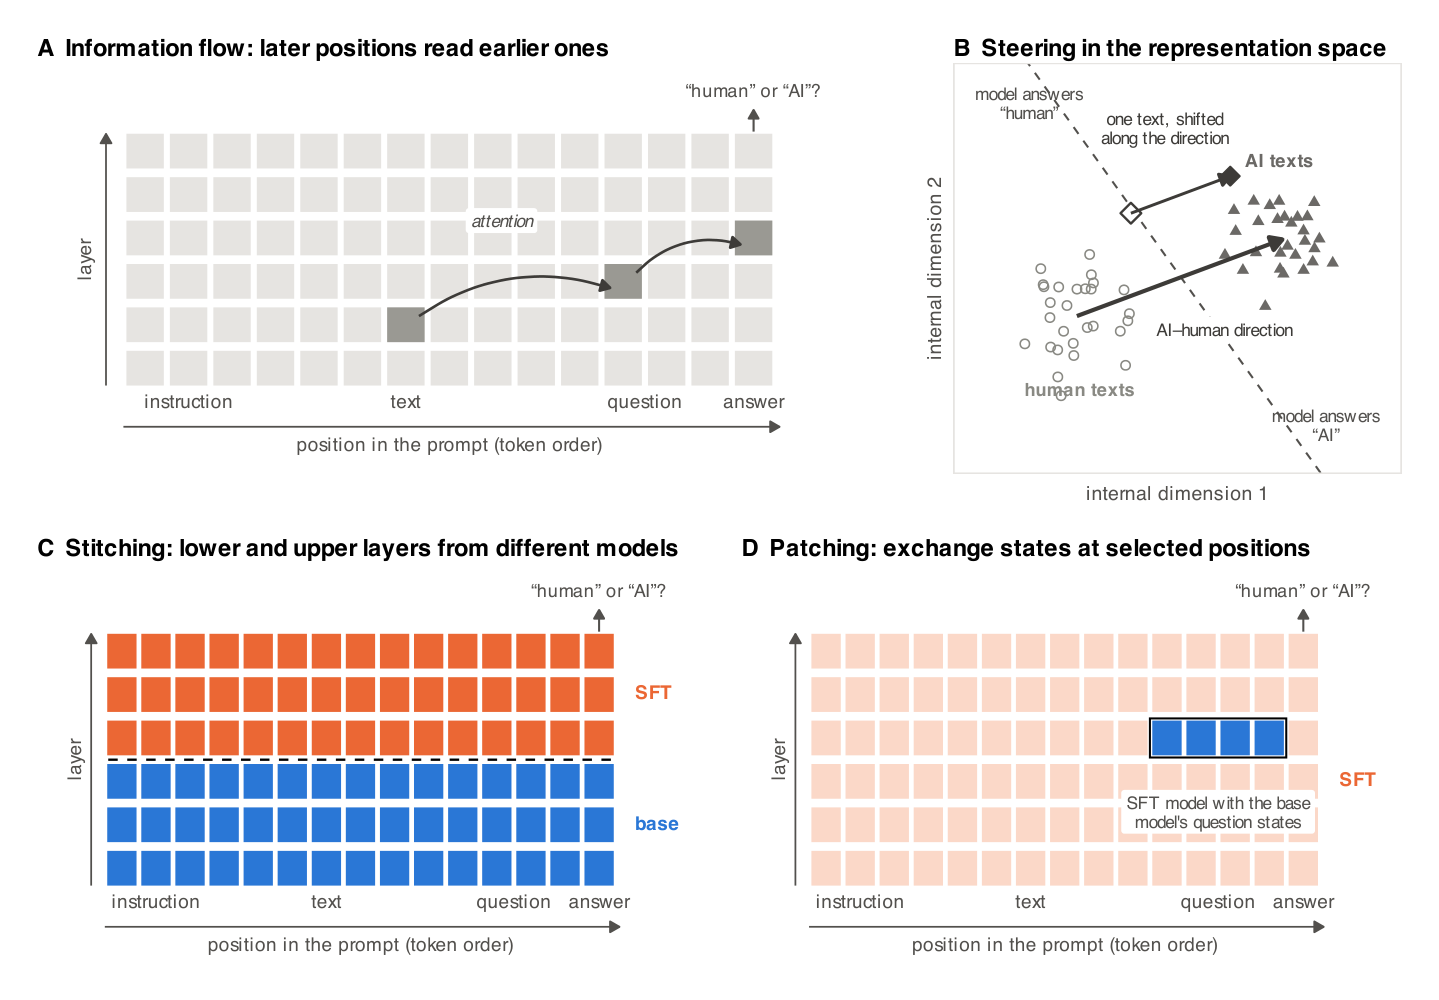 A Information flow: later positions read earlier ones
“human” or “AI”?
attention
layer
instruction
text
question
answer
position in the prompt (token order)
B Steering in the representation space
model answers
“human”
one text, shifted
along the direction
AI texts
AI–human direction
human texts
model answers
“AI”
internal dimension 2
internal dimension 1
C Stitching: lower and upper layers from different models
“human” or “AI”?
SFT
layer
base
instruction
text
question
answer
position in the prompt (token order)
D Patching: exchange states at selected positions
“human” or “AI”?
layer
SFT
SFT model with the base
model's question states
instruction
text
question
answer
position in the prompt (token order)